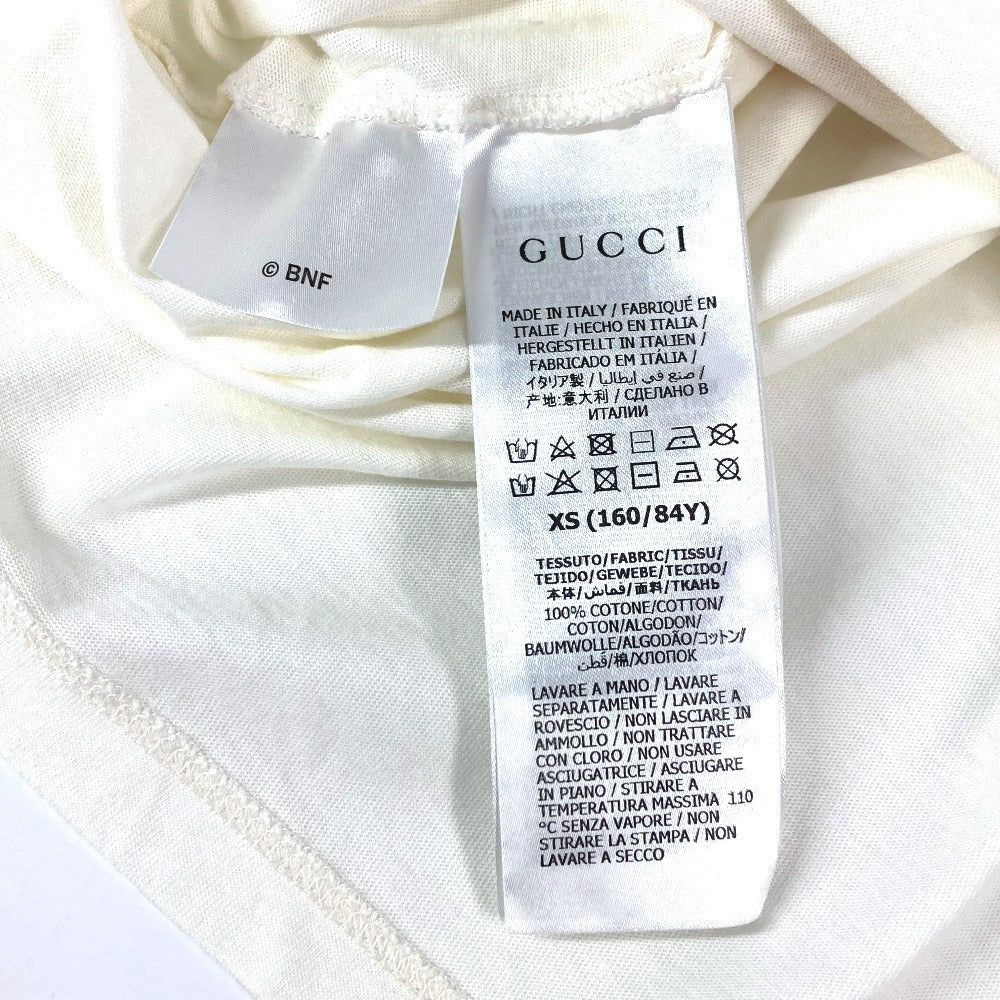 © BNF
GUCCI
MADE IN ITALY / FABRIQUÉ EN
ITALIE / HECHO EN ITALIA /
HERGESTELLT IN ITALIEN /
FABRICADO EM ITÁLIA /
イタリア製 / صنع في إيطاليا /
产地:意大利 / СДЕЛАНО В
ИТАЛИИ
XS (160/84Y)
TESSUTO/FABRIC/TISSU/
TEJIDO/GEWEBE/TECIDO/
本体/قماش/面料/ТКАНЬ
100% COTONE/COTTON/
COTON/ALGODON/
BAUMWOLLE/ALGODÃO/コットン/
قطن/棉/ХЛОПОК
LAVARE A MANO / LAVARE
SEPARATAMENTE / LAVARE A
ROVESCIO / NON LASCIARE IN
AMMOLLO / NON TRATTARE
CON CLORO / NON USARE
ASCIUGATRICE / ASCIUGARE
IN PIANO / STIRARE A
TEMPERATURA MASSIMA 110
°C SENZA VAPORE / NON
STIRARE LA STAMPA / NON
LAVARE A SECCO